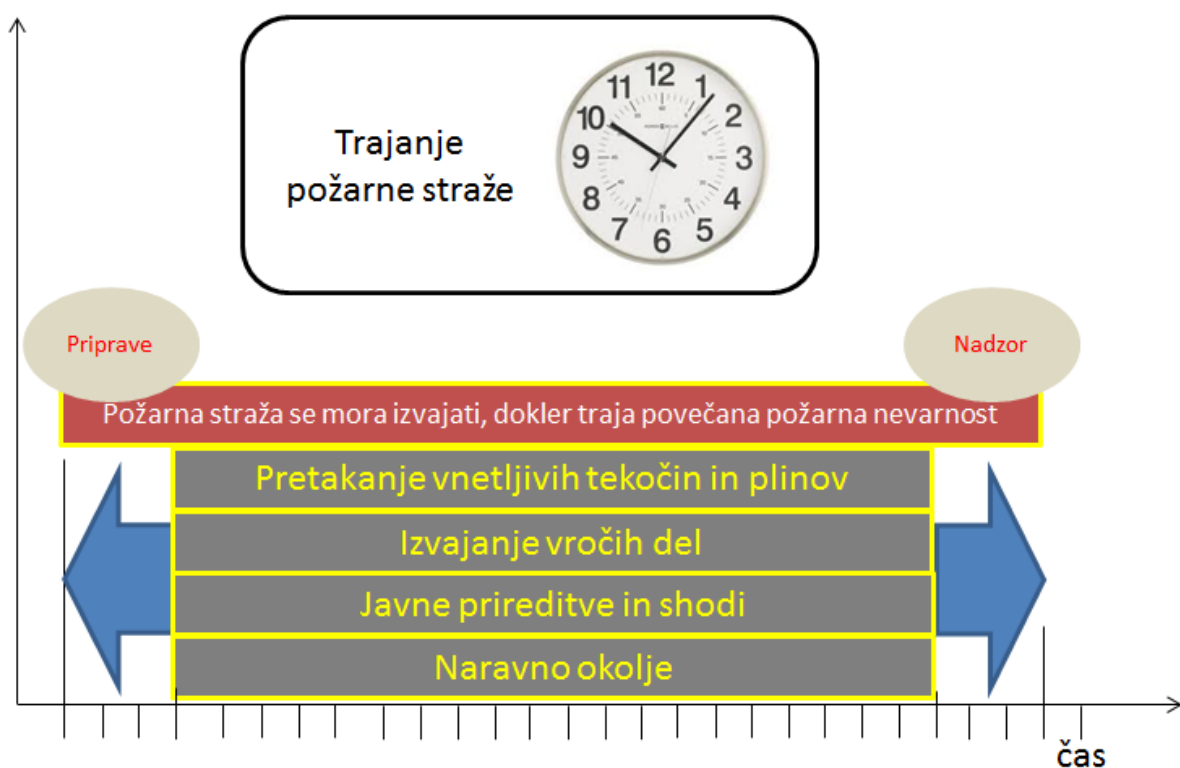 Trajanje
požarne straže
12
1
2
3
4
5
6
7
8
9
10
11
Priprave
Nadzor
Požarna straža se mora izvajati, dokler traja povečana požarna nevarnost
Pretakanje vnetljivih tekočin in plinov
Izvajanje vročih del
Javne prireditve in shodi
Naravno okolje
čas